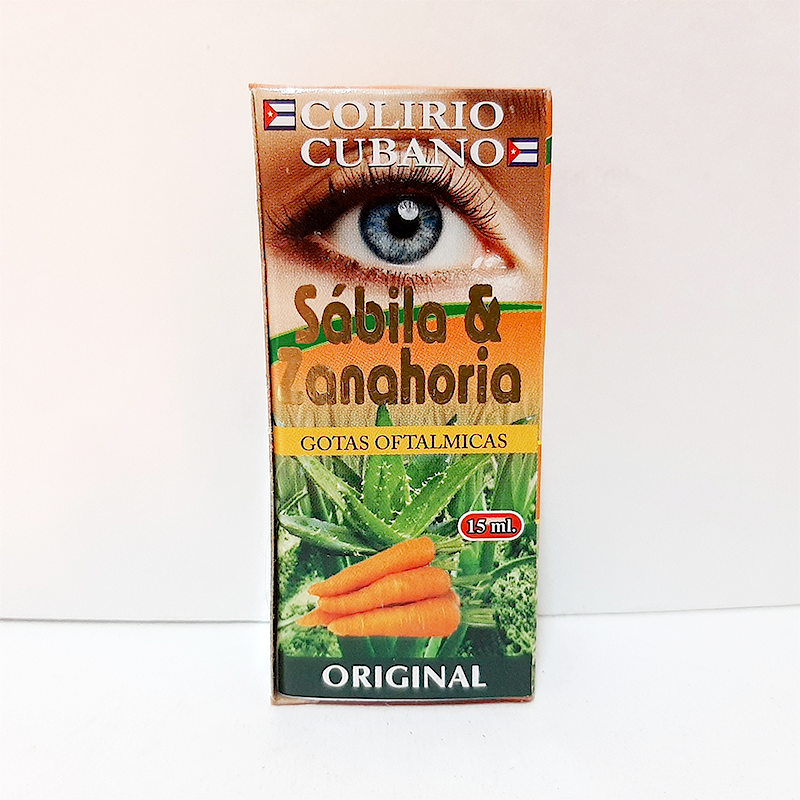 COLIRIO
CUBANO
Sábila &
Zanahoria
GOTAS OFTALMICAS
15 ml.
ORIGINAL